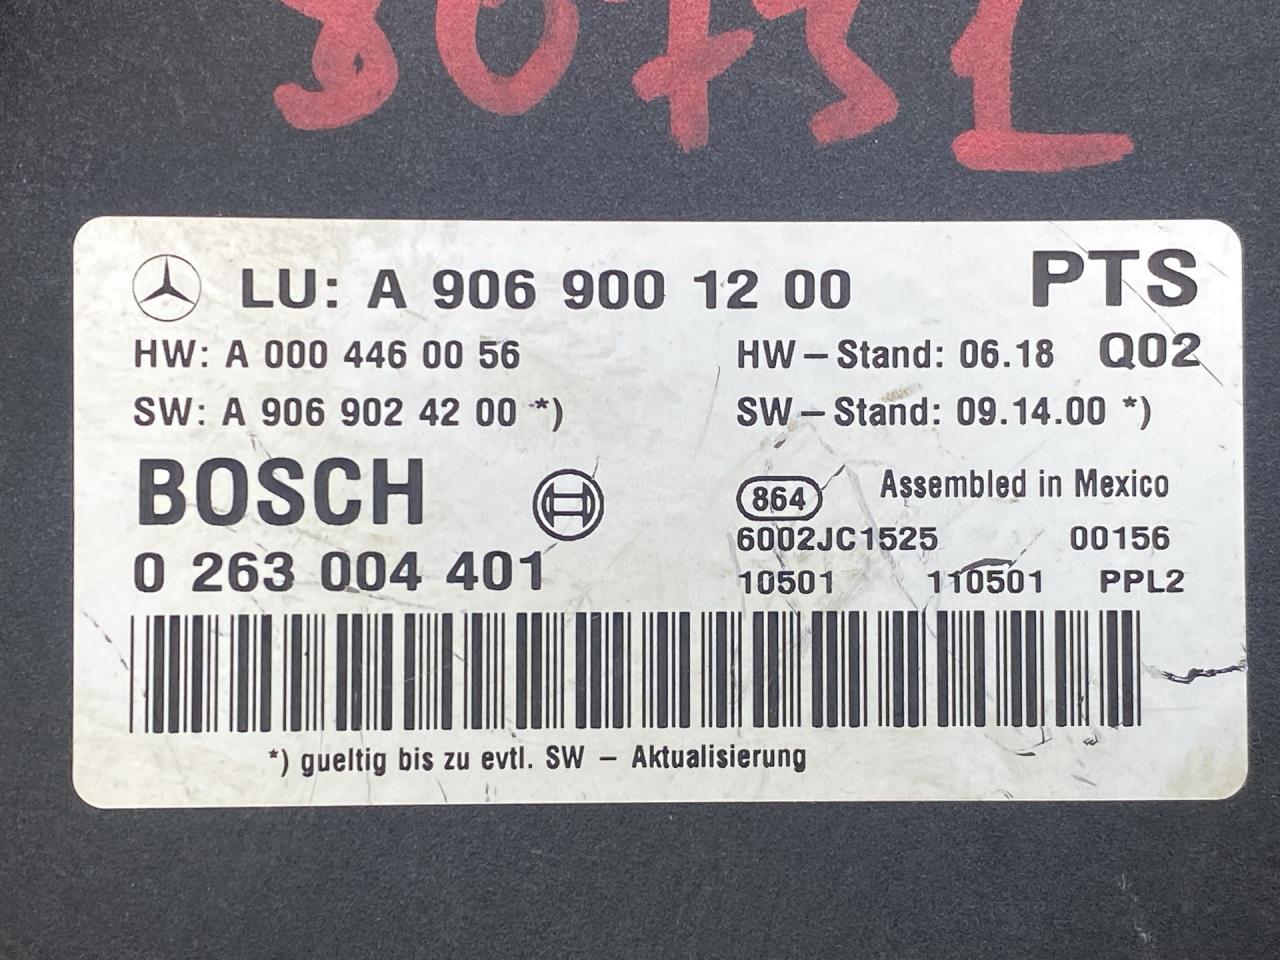 80751
LU: A 906 900 12 00 PTS
HW: A 000 446 00 56 HW – Stand: 06.18 Q02
SW: A 906 902 42 00 *) SW – Stand: 09.14.00 *)
BOSCH 864 Assembled in Mexico
6002JC1525 00156
0 263 004 401 10501 110501 PPL2
*) gueltig bis zu evtl. SW – Aktualisierung